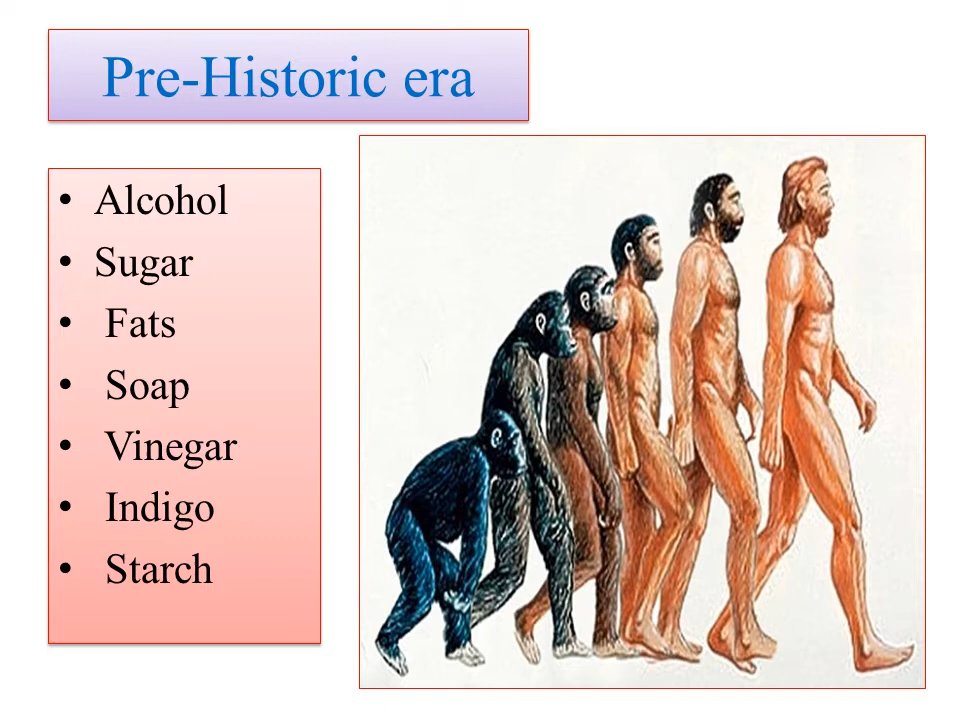 Pre-Historic era
• Alcohol
• Sugar
• Fats
• Soap
• Vinegar
• Indigo
• Starch